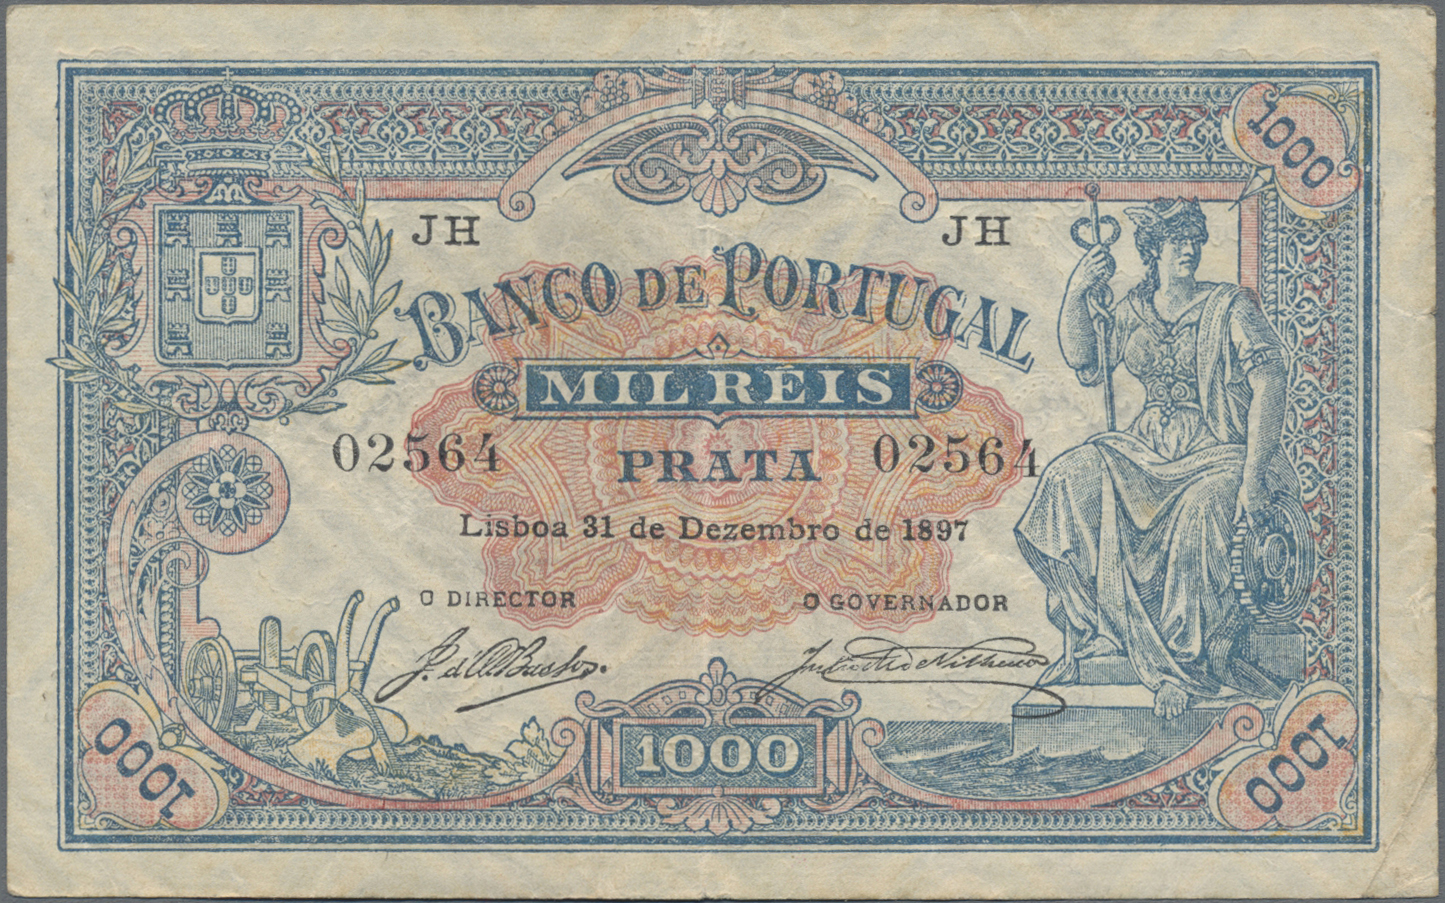 1000
JH JH
BANCO DE PORTUGAL
MIL RÉIS
02564 PRATA 02564
Lisboa 31 de Dezembro de 1897
O DIRECTOR O GOVERNADOR
1000
1000 1000